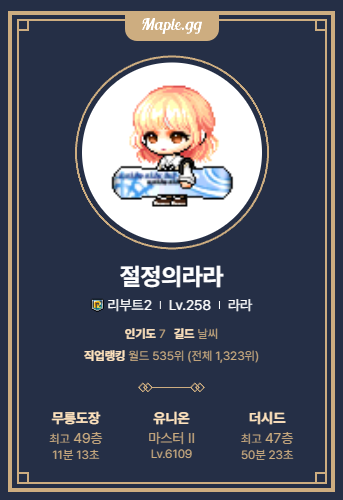 Maple.gg
절정의라라
리부트2 | Lv.258 | 라라
인기도 7 길드 날씨
직업랭킹 월드 535위 (전체 1,323위)
무릉도장 유니온 더시드
최고 49층 마스터 II 최고 47층
11분 13초 Lv.6109 50분 23초